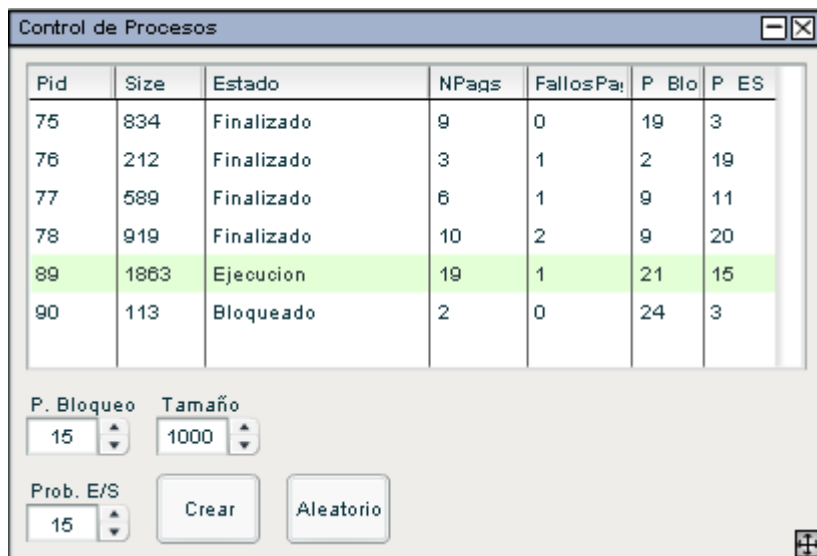 Control de Procesos
Pid Size Estado NPags FallosPa P Blo P ES
75 834 Finalizado 9 0 19 3
76 212 Finalizado 3 1 2 19
77 589 Finalizado 6 1 9 11
78 919 Finalizado 10 2 9 20
89 1863 Ejecucion 19 1 21 15
90 113 Bloqueado 2 0 24 3
P. Bloqueo Tamaño
15 1000
Prob. E/S
15 Crear Aleatorio